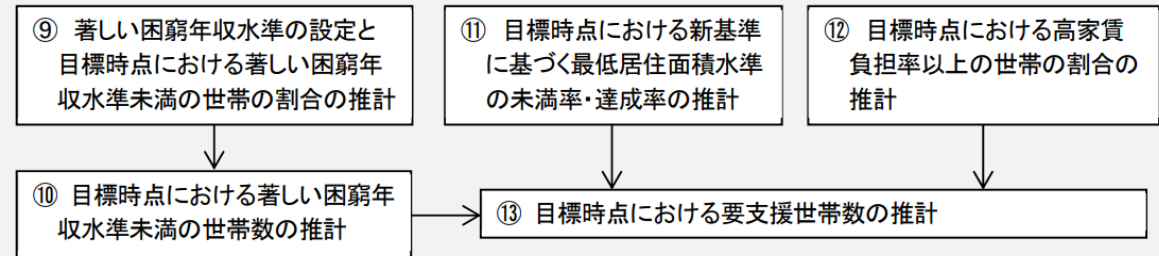 ⑨ 著しい困窮年収水準の設定と
目標時点における著しい困窮年
収水準未満の世帯の割合の推計
⑪ 目標時点における新基準
に基づく最低居住面積水準
の未満率・達成率の推計
⑫ 目標時点における高家賃
負担率以上の世帯の割合の
推計
⑩ 目標時点における著しい困窮年
収水準未満の世帯数の推計
⑬ 目標時点における要支援世帯数の推計